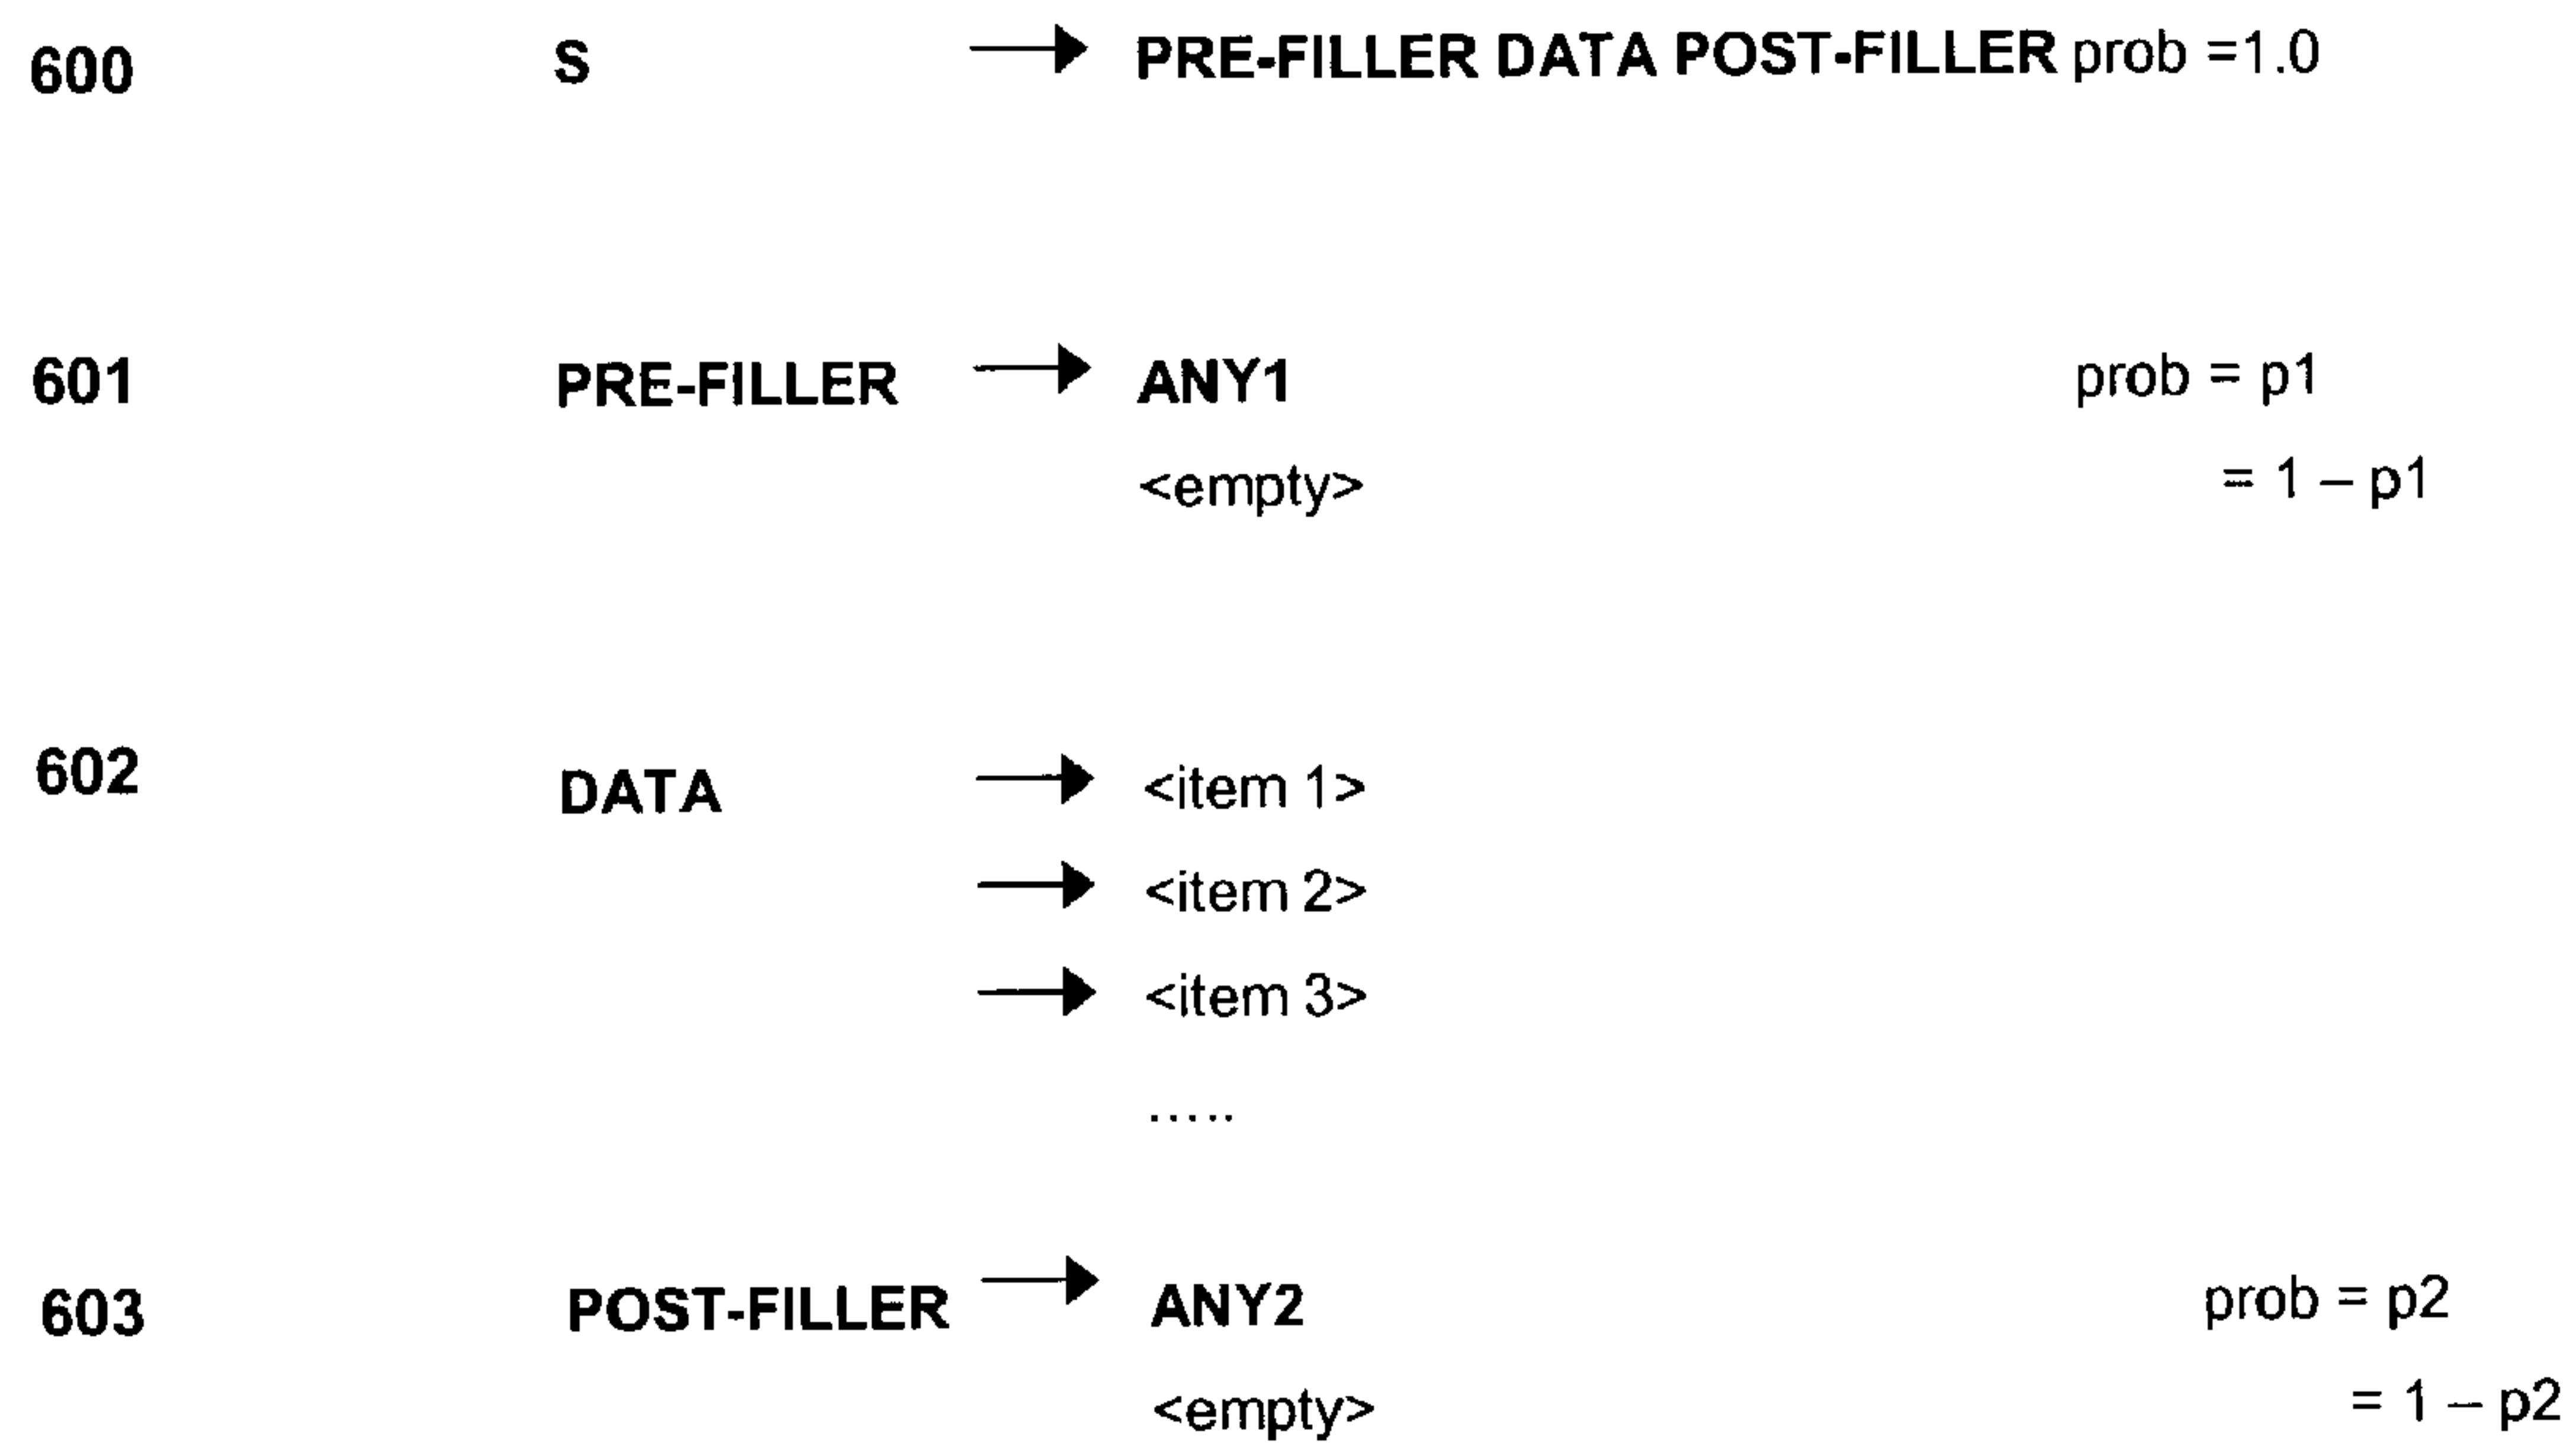 600 S → PRE-FILLER DATA POST-FILLER prob =1.0
601 PRE-FILLER → ANY1 prob = p1
<empty> = 1 – p1
602 DATA → <item 1>
→ <item 2>
→ <item 3>
.....
603 POST-FILLER → ANY2 prob = p2
<empty> = 1 – p2